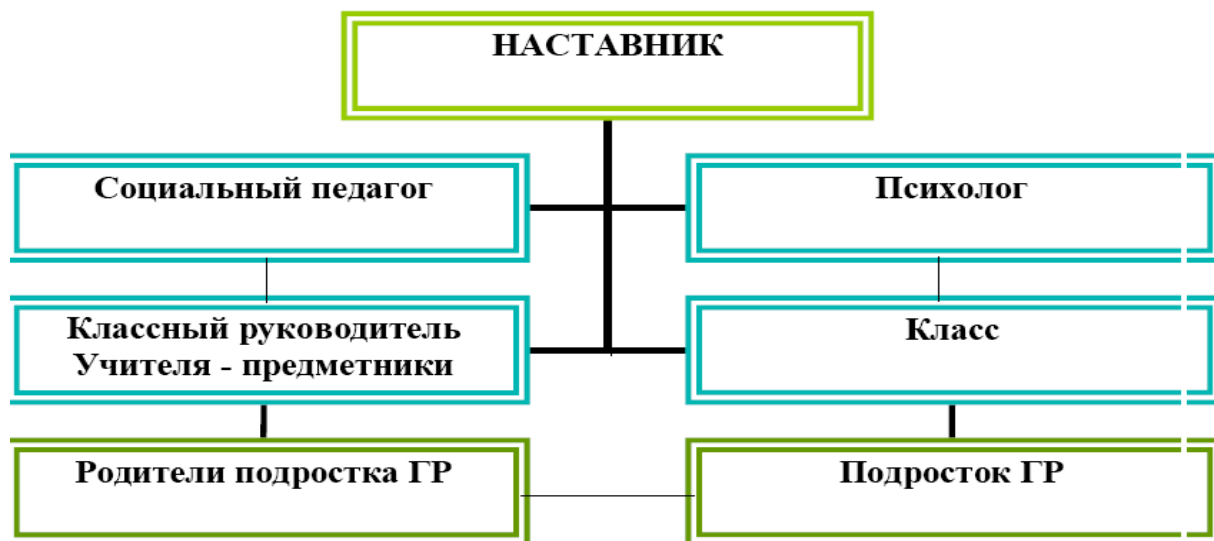 НАСТАВНИК
Социальный педагог
Психолог
Классный руководитель
Учителя - предметники
Класс
Родители подростка ГР
Подросток ГР